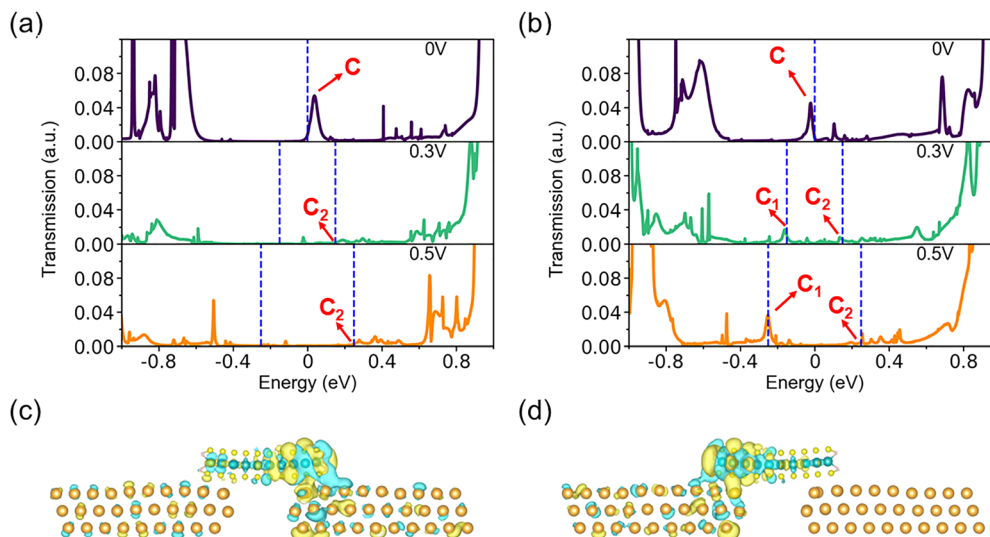 (a)
(b)
0V
C
0.08
0.04
0.00
0.3V
C₂
0.08
0.04
0.00
0.5V
C₂
0.08
0.04
0.00
Transmission (a.u.)
-0.8 -0.4 0 0.4 0.8
Energy (eV)
0V
C
0.08
0.04
0.00
0.3V
C₁ C₂
0.08
0.04
0.00
0.5V
C₁
C₂
0.08
0.04
0.00
Transmission (a.u.)
-0.8 -0.4 0 0.4 0.8
Energy (eV)
(c)
(d)